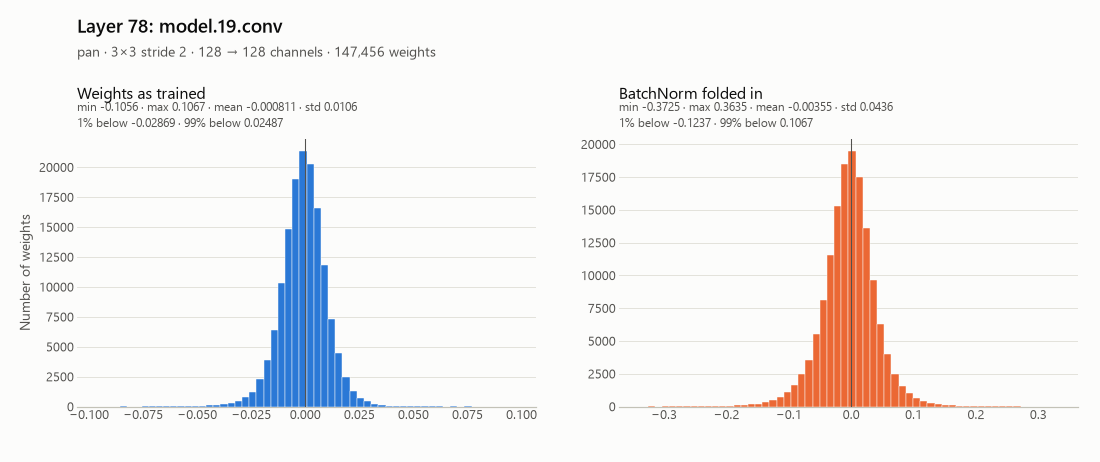 Layer 78: model.19.conv
pan · 3×3 stride 2 · 128 → 128 channels · 147,456 weights
Weights as trained
min -0.1056 · max 0.1067 · mean -0.000811 · std 0.0106
1% below -0.02869 · 99% below 0.02487
Number of weights
20000
17500
15000
12500
10000
7500
5000
2500
0
−0.100 −0.075 −0.050 −0.025 0.000 0.025 0.050 0.075 0.100
BatchNorm folded in
min -0.3725 · max 0.3635 · mean -0.00355 · std 0.0436
1% below -0.1237 · 99% below 0.1067
20000
17500
15000
12500
10000
7500
5000
2500
0
−0.3 −0.2 −0.1 0.0 0.1 0.2 0.3